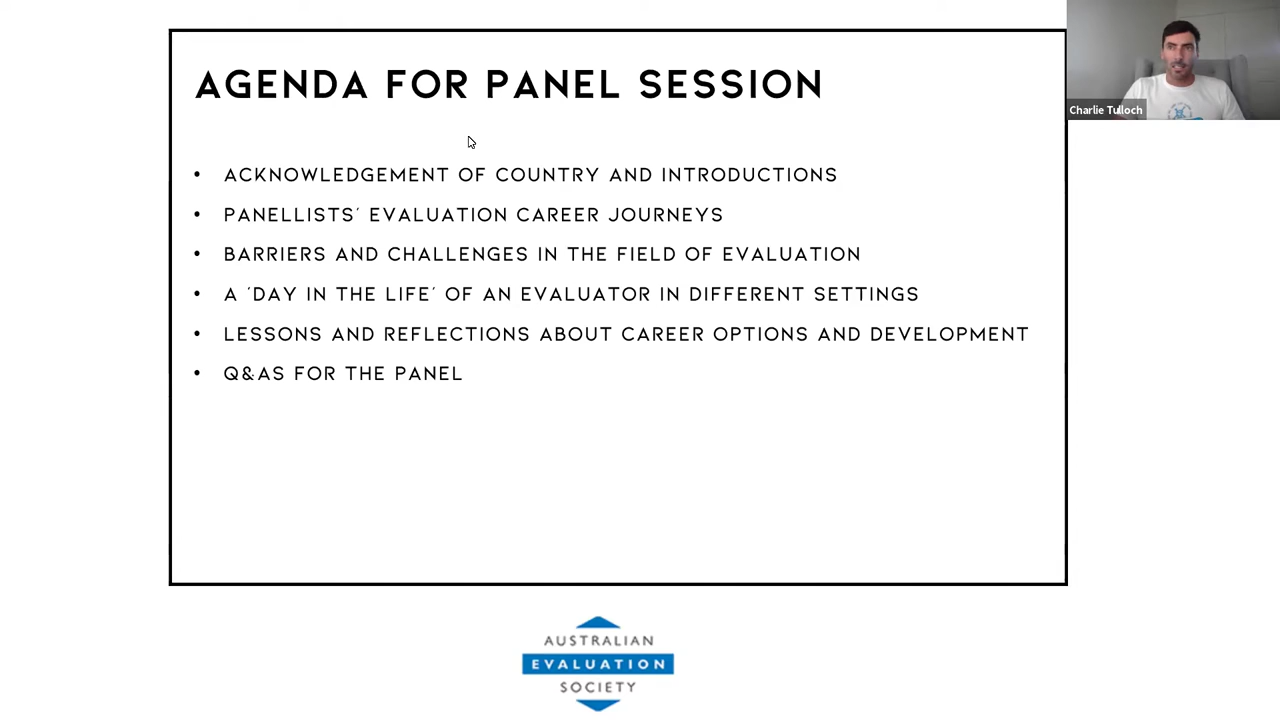 AGENDA FOR PANEL SESSION
Charlie Tulloch
• ACKNOWLEDGEMENT OF COUNTRY AND INTRODUCTIONS
• PANELLISTS' EVALUATION CAREER JOURNEYS
• BARRIERS AND CHALLENGES IN THE FIELD OF EVALUATION
• A 'DAY IN THE LIFE' OF AN EVALUATOR IN DIFFERENT SETTINGS
• LESSONS AND REFLECTIONS ABOUT CAREER OPTIONS AND DEVELOPMENT
• Q&AS FOR THE PANEL
AUSTRALIAN
EVALUATION
SOCIETY